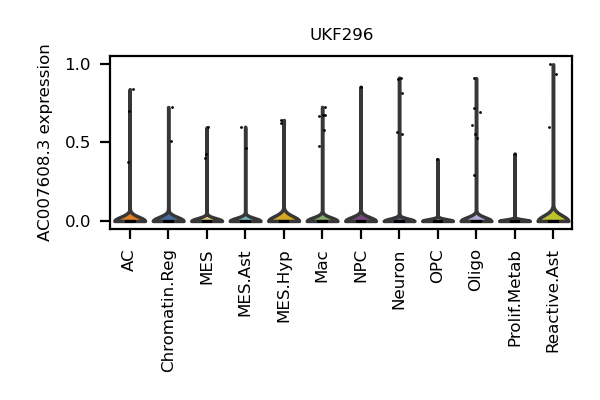 UKF296
AC007608.3 expression
1.0
0.5
0.0
AC
Chromatin.Reg
MES
MES.Ast
MES.Hyp
Mac
NPC
Neuron
OPC
Oligo
Prolif.Metab
Reactive.Ast